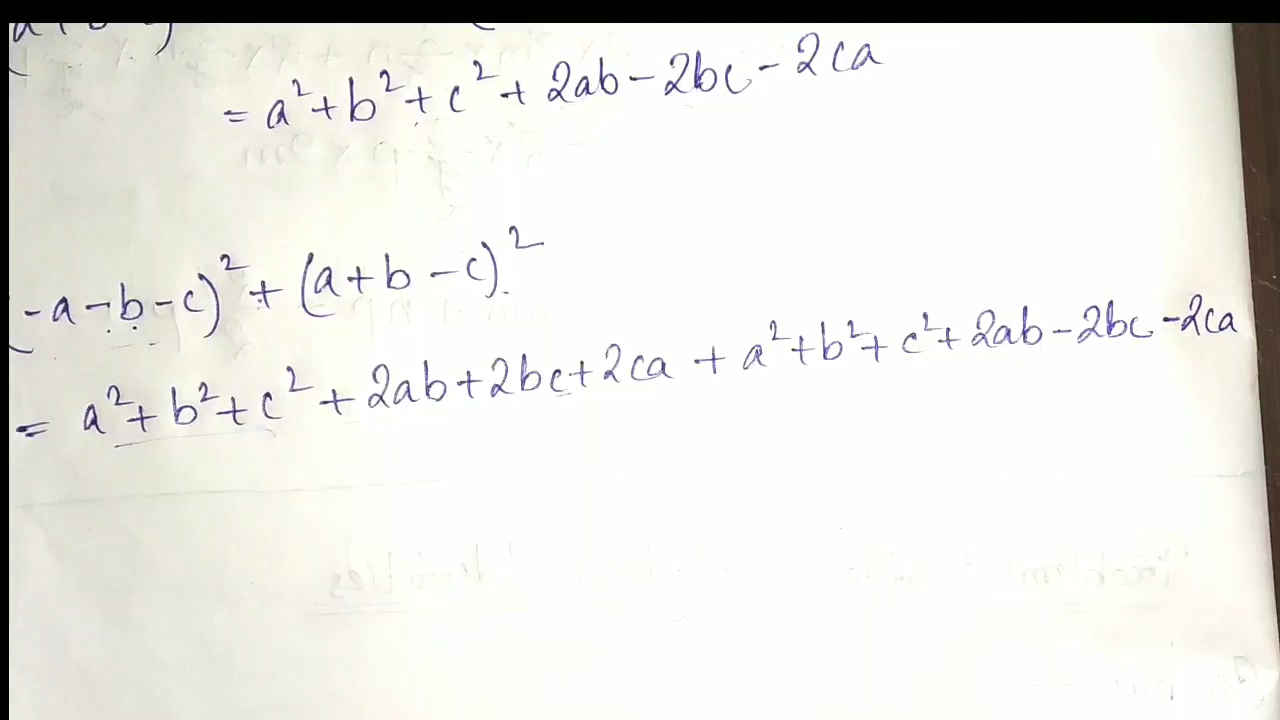 = a²+b²+c²+2ab-2bc-2ca
(-a-b-c)²+(a+b-c)²
= a²+b²+c²+2ab+2bc+2ca+a²+b²+c²+2ab-2bc-2ca